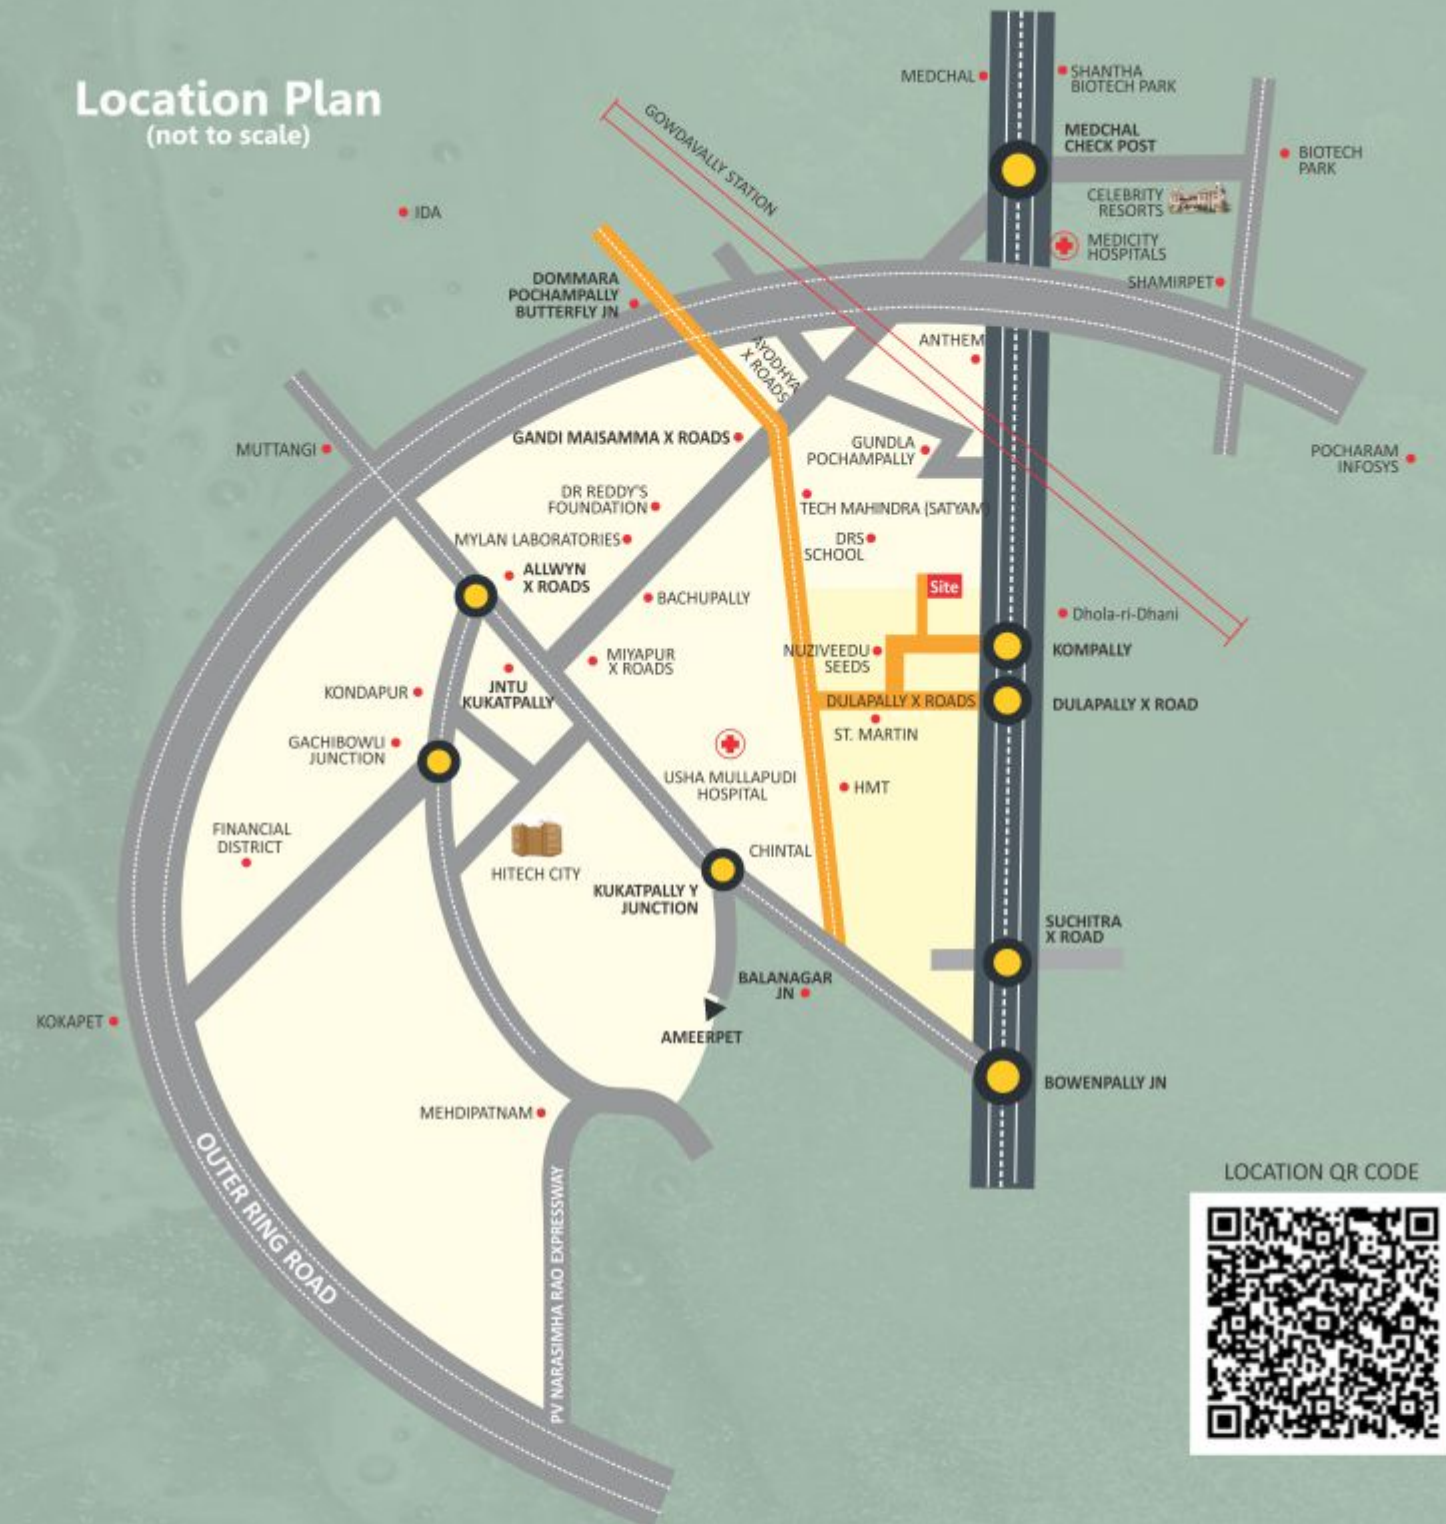 Location Plan
(not to scale)
MEDCHAL
SHANTHA
BIOTECH PARK
MEDCHAL
CHECK POST
BIOTECH
PARK
GOWDAVALLY STATION
CELEBRITY
RESORTS
IDA
MEDICITY
HOSPITALS
SHAMIRPET
DOMMARA
POCHAMPALLY
BUTTERFLY JN
AYODHYA
X ROADS
ANTHEM
MUTTANGI
GANDI MAISAMMA X ROADS
GUNDLA
POCHAMPALLY
POCHARAM
INFOSYS
DR REDDY'S
FOUNDATION
TECH MAHINDRA (SATYAM)
MYLAN LABORATORIES
DRS
SCHOOL
ALLWYN
X ROADS
Site
BACHUPALLY
Dhola-ri-Dhani
MIYAPUR
X ROADS
NUZIVEEDU
SEEDS
KOMPALLY
KONDAPUR
JNTU
KUKATPALLY
DULAPALLY X ROADS
DULAPALLY X ROAD
ST. MARTIN
GACHIBOWLI
JUNCTION
USHA MULLAPUDI
HOSPITAL
HMT
FINANCIAL
DISTRICT
CHINTAL
HITECH CITY
KUKATPALLY Y
JUNCTION
SUCHITRA
X ROAD
BALANAGAR
JN
KOKAPET
AMEERPET
BOWENPALLY JN
MEHDIPATNAM
OUTER RING ROAD
PV NARASIMHA RAO EXPRESSWAY
LOCATION QR CODE